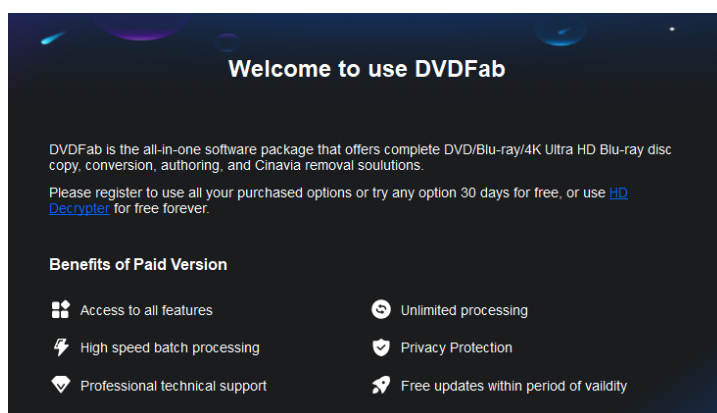 Welcome to use DVDFab
DVDFab is the all-in-one software package that offers complete DVD/Blu-ray/4K Ultra HD Blu-ray disc
copy, conversion, authoring, and Cinavia removal soulutions.
Please register to use all your purchased options or try any option 30 days for free, or use HD
Decrypter for free forever.
Benefits of Paid Version
Access to all features
Unlimited processing
High speed batch processing
Privacy Protection
Professional technical support
Free updates within period of vaildity